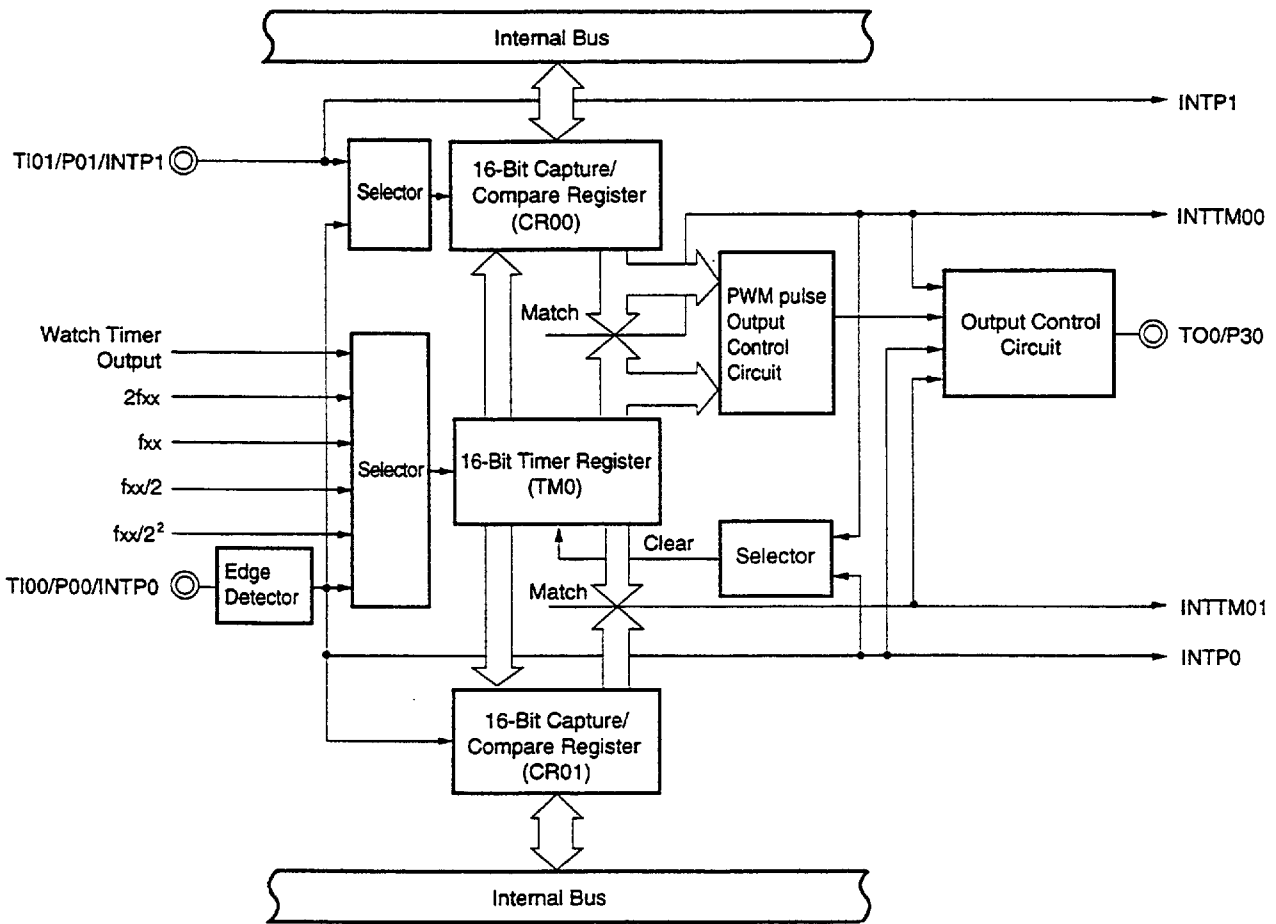 Internal Bus
INTP1
TI01/P01/INTP1
Selector
16-Bit Capture/
Compare Register
(CR00)
INTTM00
Match
PWM pulse
Output
Control
Circuit
Output Control
Circuit
TO0/P30
Watch Timer
Output
2fxx
fxx
fxx/2
fxx/2²
Selector
16-Bit Timer Register
(TM0)
Clear
Selector
TI00/P00/INTP0
Edge
Detector
Match
INTTM01
INTP0
16-Bit Capture/
Compare Register
(CR01)
Internal Bus